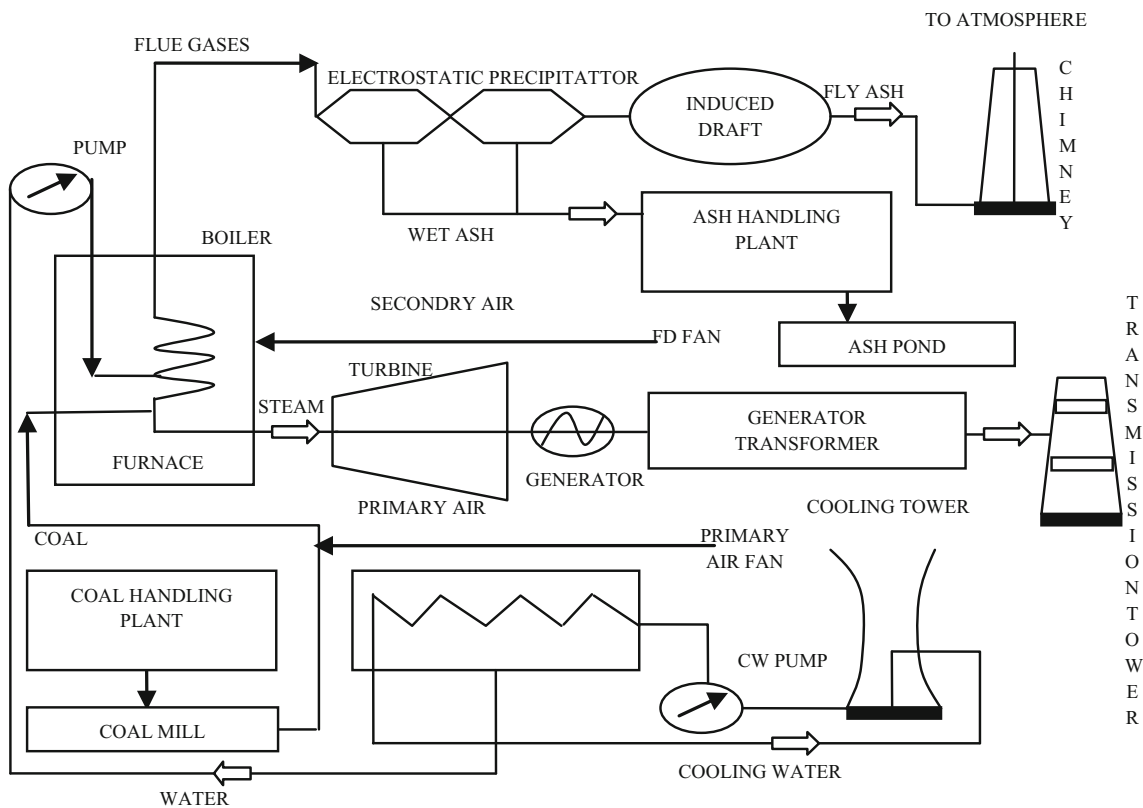 TO ATMOSPHERE
FLUE GASES
ELECTROSTATIC PRECIPITATTOR
INDUCED
DRAFT
FLY ASH
CHIMNEY
PUMP
WET ASH
ASH HANDLING
PLANT
BOILER
SECONDRY AIR
FD FAN
ASH POND
TURBINE
STEAM
GENERATOR
TRANSFORMER
FURNACE
GENERATOR
PRIMARY AIR
TRANSMISSIONTOWER
COOLING TOWER
COAL
PRIMARY
AIR FAN
COAL HANDLING
PLANT
CW PUMP
COAL MILL
COOLING WATER
WATER